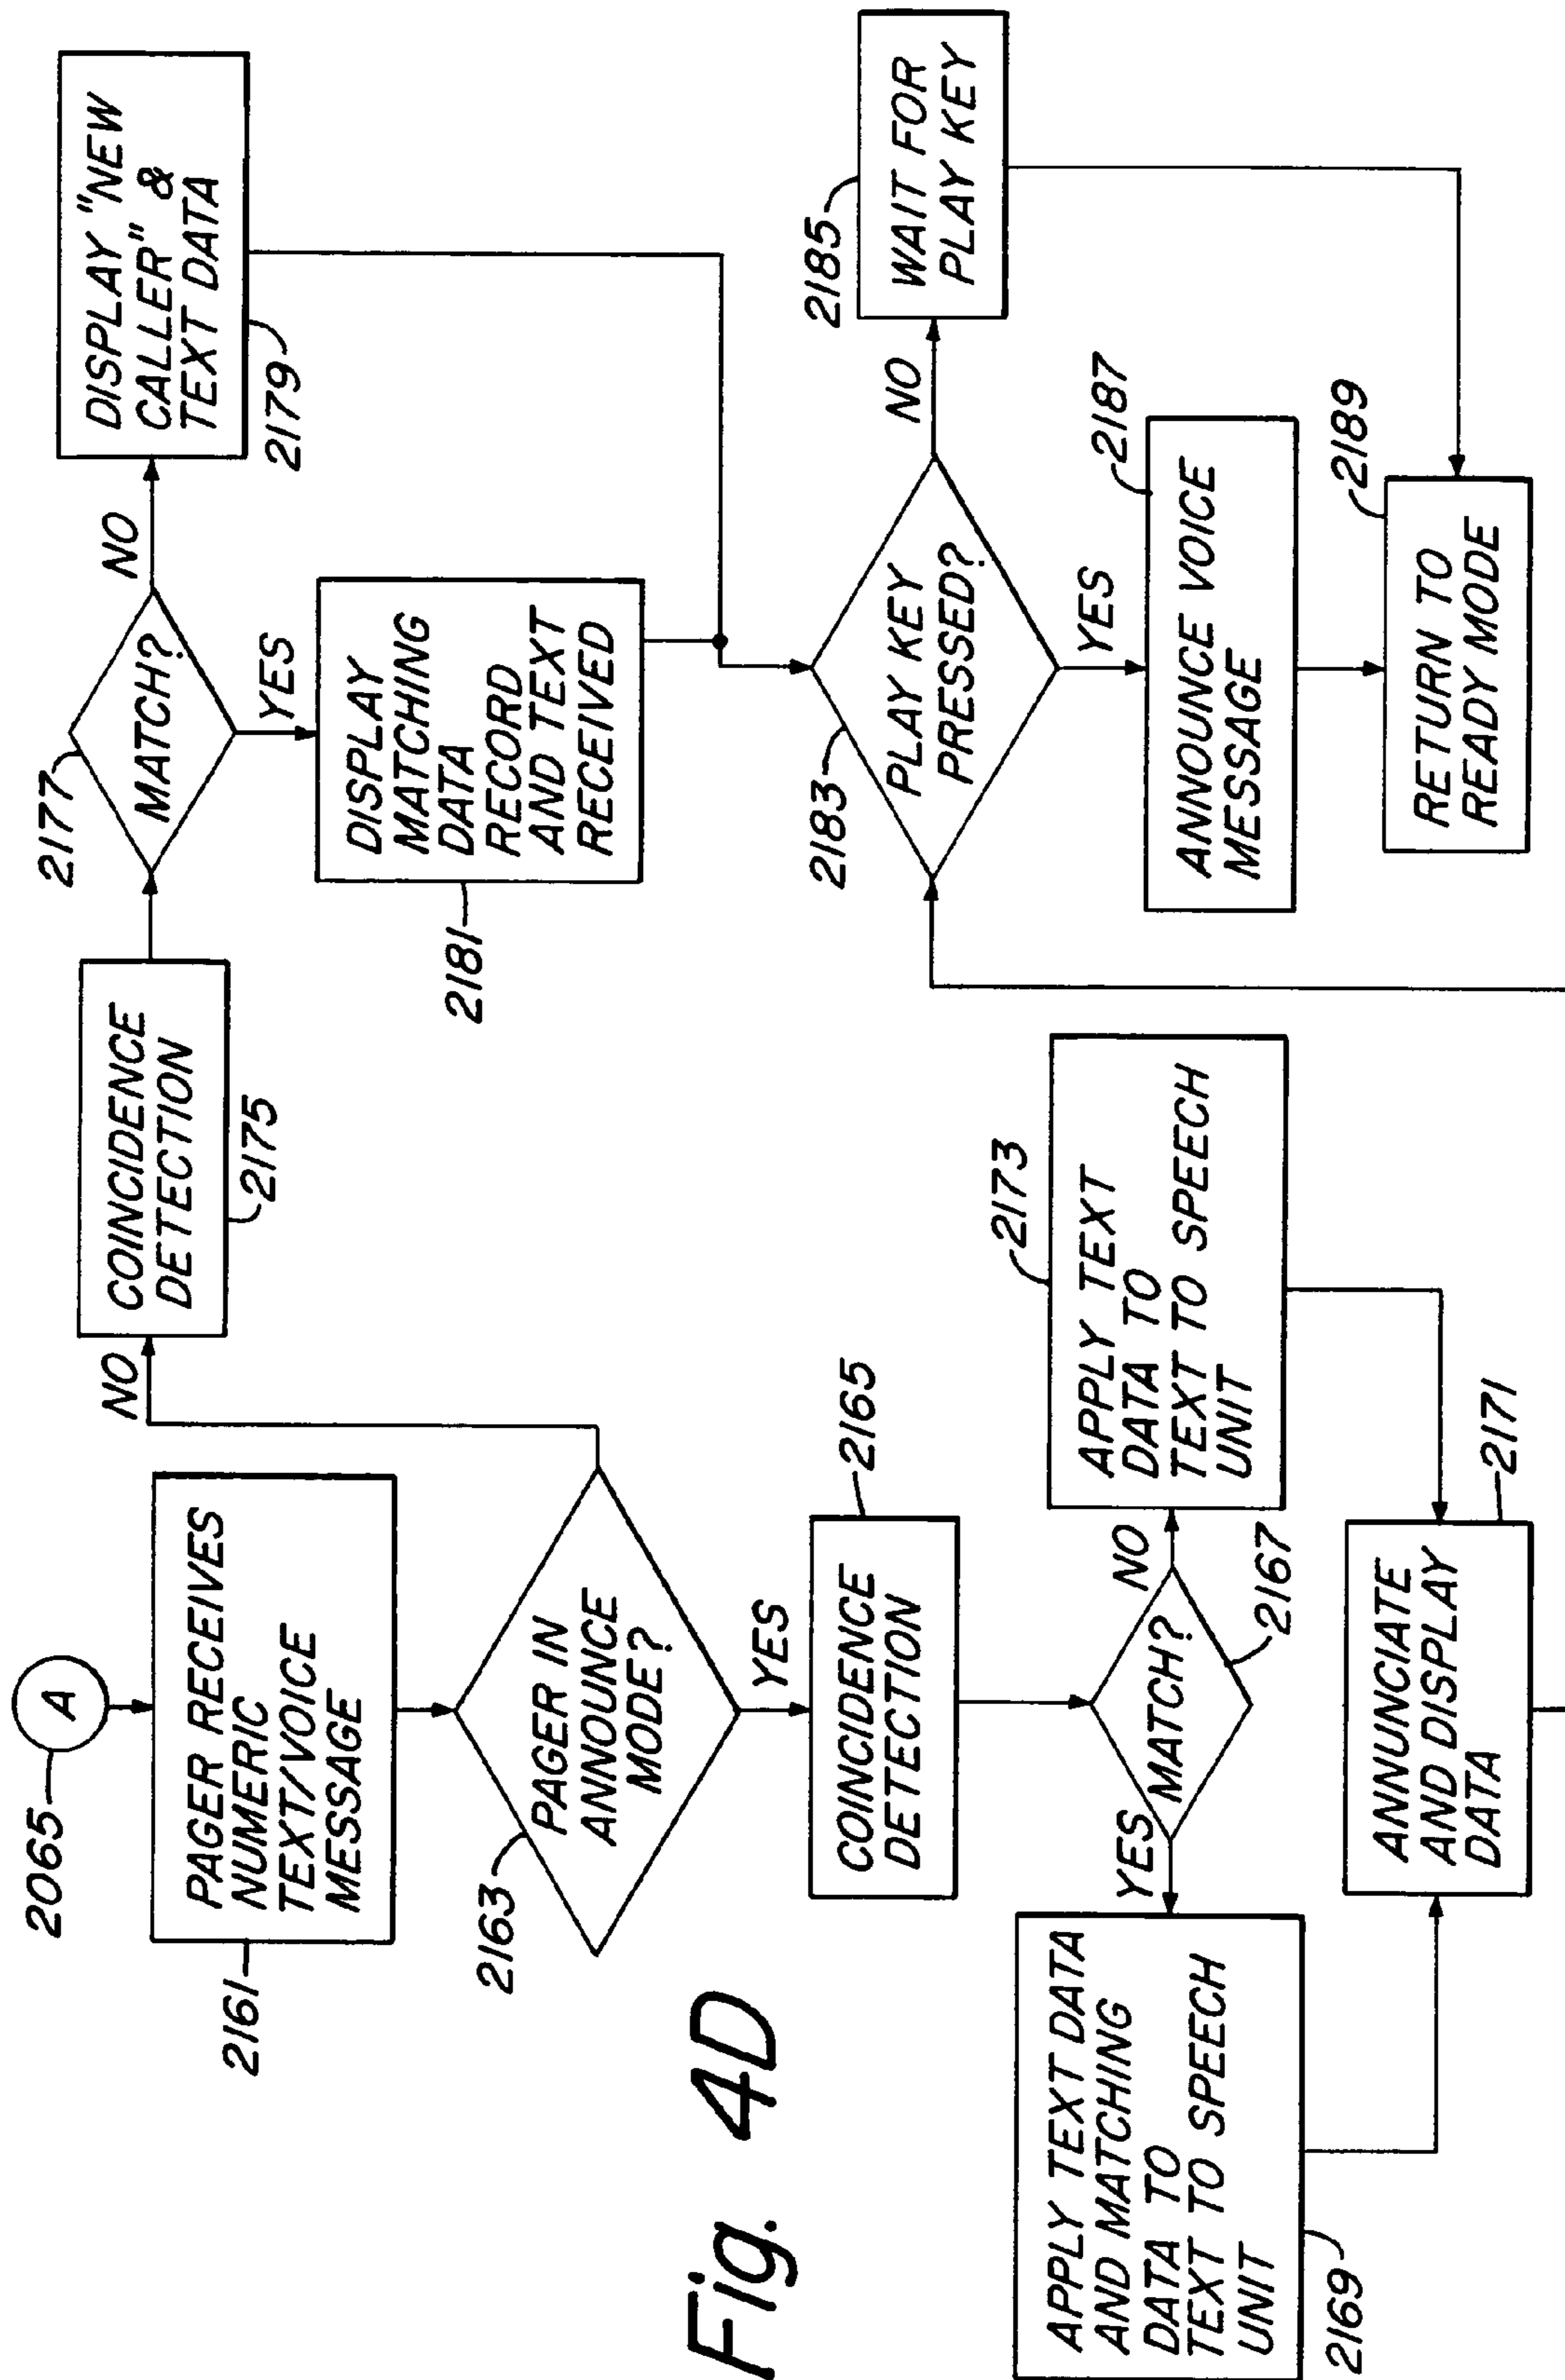 2065
A
PAGER RECEIVES
NUMERIC
TEXT/VOICE
MESSAGE
2161
2163
PAGER IN
ANNOUNCE
MODE?
NO
YES
COINCIDENCE
DETECTION
2165
MATCH?
2167
YES
NO
APPLY TEXT DATA
AND MATCHING
DATA TO
TEXT TO SPEECH
UNIT
2169
APPLY TEXT
DATA TO
TEXT TO SPEECH
UNIT
2173
ANNUNCIATE
AND DISPLAY
DATA
2171
COINCIDENCE
DETECTION
2175
2177
MATCH?
NO
YES
DISPLAY "NEW
CALLER" &
TEXT DATA
2179
DISPLAY
MATCHING
DATA
RECORD
AND TEXT
RECEIVED
2181
2183
PLAY KEY
PRESSED?
NO
YES
2185
WAIT FOR
PLAY KEY
2187
ANNOUNCE VOICE
MESSAGE
2189
RETURN TO
READY MODE
Fig. 4D